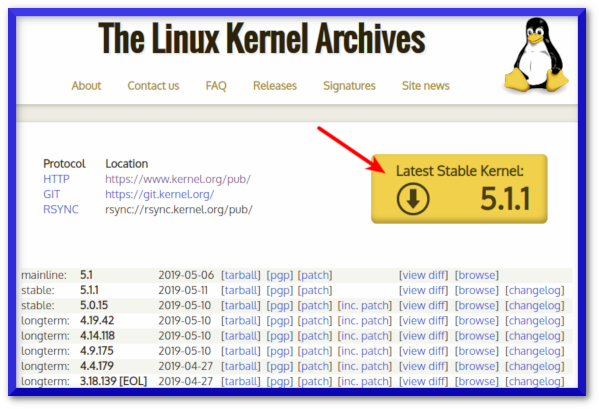 The Linux Kernel Archives
About Contact us FAQ Releases Signatures Site news
Protocol Location
HTTP https://www.kernel.org/pub/
GIT https://git.kernel.org/
RSYNC rsync://rsync.kernel.org/pub/
Latest Stable Kernel:
5.1.1
mainline: 5.1 2019-05-06 [tarball] [pgp] [patch] [view diff] [browse]
stable: 5.1.1 2019-05-11 [tarball] [pgp] [patch] [view diff] [browse] [changelog]
stable: 5.0.15 2019-05-10 [tarball] [pgp] [patch] [inc. patch] [view diff] [browse] [changelog]
longterm: 4.19.42 2019-05-10 [tarball] [pgp] [patch] [inc. patch] [view diff] [browse] [changelog]
longterm: 4.14.118 2019-05-10 [tarball] [pgp] [patch] [inc. patch] [view diff] [browse] [changelog]
longterm: 4.9.175 2019-05-10 [tarball] [pgp] [patch] [inc. patch] [view diff] [browse] [changelog]
longterm: 4.4.179 2019-04-27 [tarball] [pgp] [patch] [inc. patch] [view diff] [browse] [changelog]
longterm: 3.18.139 [EOL] 2019-04-27 [tarball] [pgp] [patch] [inc. patch] [view diff] [browse] [changelog]